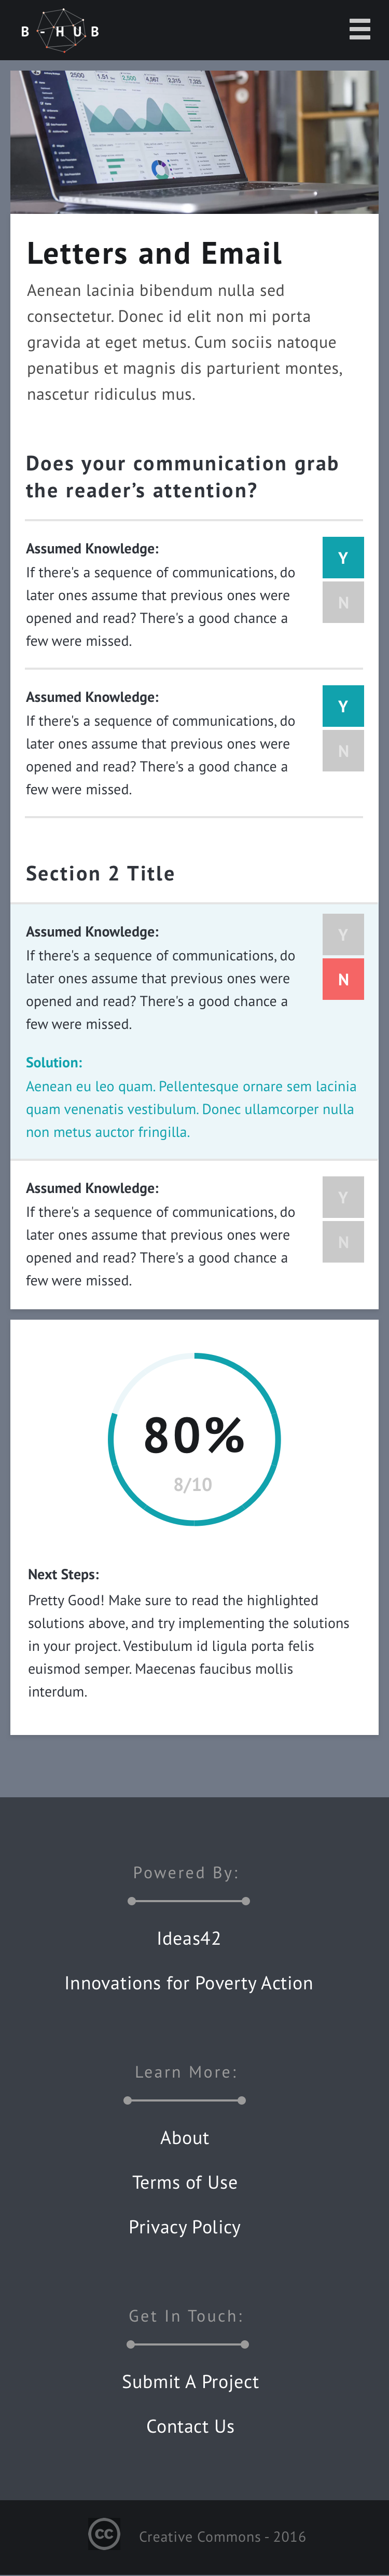 B HUB
2500
4,567
3,215
Letters and Email
Aenean lacinia bibendum nulla sed
consectetur. Donec id elit non mi porta
gravida at eget metus. Cum sociis natoque
penatibus et magnis dis parturient montes,
nascetur ridiculus mus.
Does your communication grab
the reader’s attention?
Assumed Knowledge:
If there's a sequence of communications, do
later ones assume that previous ones were
opened and read? There's a good chance a
few were missed.
Y
N
Assumed Knowledge:
If there's a sequence of communications, do
later ones assume that previous ones were
opened and read? There's a good chance a
few were missed.
Y
N
Section 2 Title
Assumed Knowledge:
If there's a sequence of communications, do
later ones assume that previous ones were
opened and read? There's a good chance a
few were missed.
Y
N
Solution:
Aenean eu leo quam. Pellentesque ornare sem lacinia
quam venenatis vestibulum. Donec ullamcorper nulla
non metus auctor fringilla.
Assumed Knowledge:
If there's a sequence of communications, do
later ones assume that previous ones were
opened and read? There's a good chance a
few were missed.
Y
N
80%
8/10
Next Steps:
Pretty Good! Make sure to read the highlighted
solutions above, and try implementing the solutions
in your project. Vestibulum id ligula porta felis
euismod semper. Maecenas faucibus mollis
interdum.
Powered By:
Ideas42
Innovations for Poverty Action
Learn More:
About
Terms of Use
Privacy Policy
Get In Touch:
Submit A Project
Contact Us
cc
Creative Commons - 2016